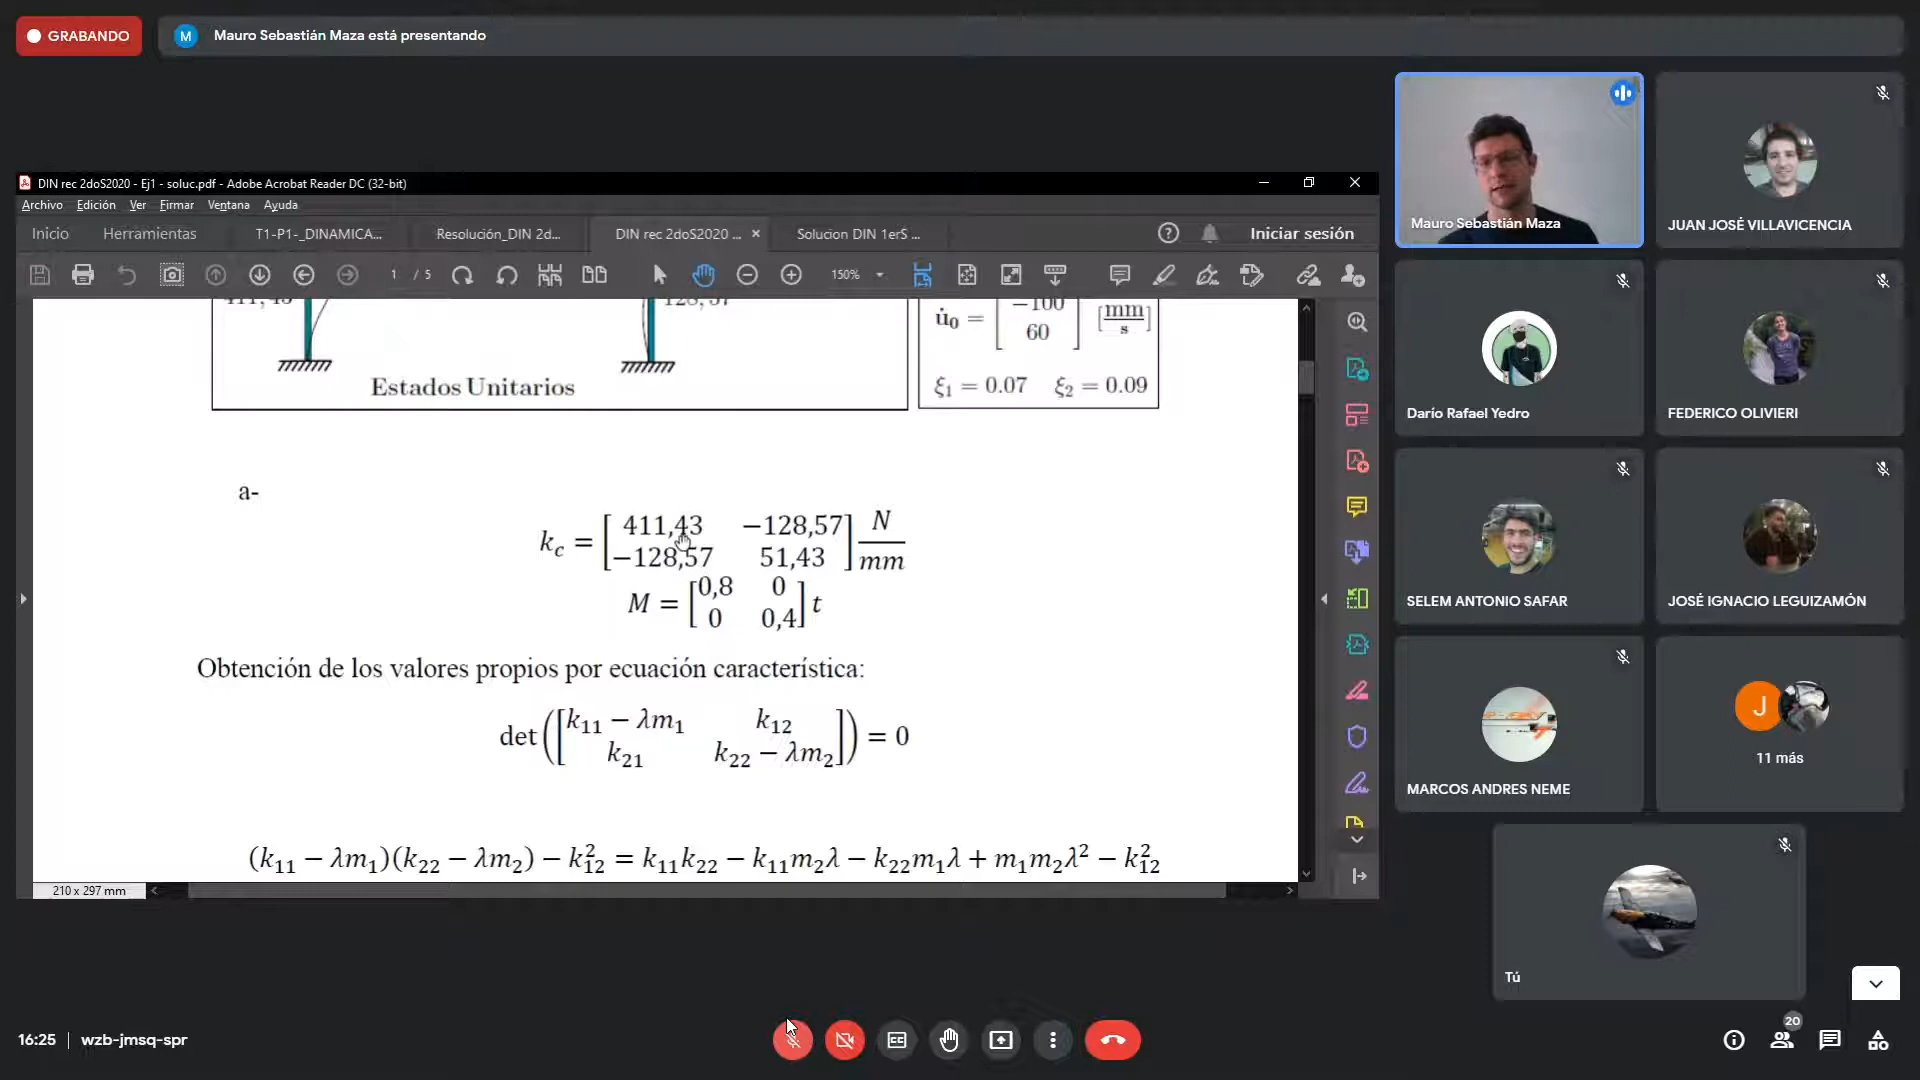 GRABANDO
M
Mauro Sebastián Maza está presentando
DIN rec 2doS2020 - Ej1 - soluc.pdf - Adobe Acrobat Reader DC (32-bit)
Archivo Edición Ver Firmar Ventana Ayuda
Inicio Herramientas T1-P1-_DINAMICA... Resolución_DIN 2d... DIN rec 2doS2020 ... × Solucion DIN 1erS ... Iniciar sesión
1 / 5 150%
411,43 128,57
u̇₀ = [ −100 60 ] [mm/s]
Estados Unitarios
ξ₁ = 0.07 ξ₂ = 0.09
a-
k_c = [ 411,43 −128,57 ; −128,57 51,43 ] N/mm
M = [ 0,8 0 ; 0 0,4 ] t
Obtención de los valores propios por ecuación característica:
det ( [ k₁₁ − λm₁ k₁₂ ; k₂₁ k₂₂ − λm₂ ] ) = 0
(k₁₁ − λm₁)(k₂₂ − λm₂) − k₁₂² = k₁₁k₂₂ − k₁₁m₂λ − k₂₂m₁λ + m₁m₂λ² − k₁₂²
210 x 297 mm
Mauro Sebastián Maza
JUAN JOSÉ VILLAVICENCIA
Darío Rafael Yedro
FEDERICO OLIVIERI
SELEM ANTONIO SAFAR
JOSÉ IGNACIO LEGUIZAMÓN
MARCOS ANDRES NEME
J
11 más
Tú
16:25 | wzb-jmsq-spr
20